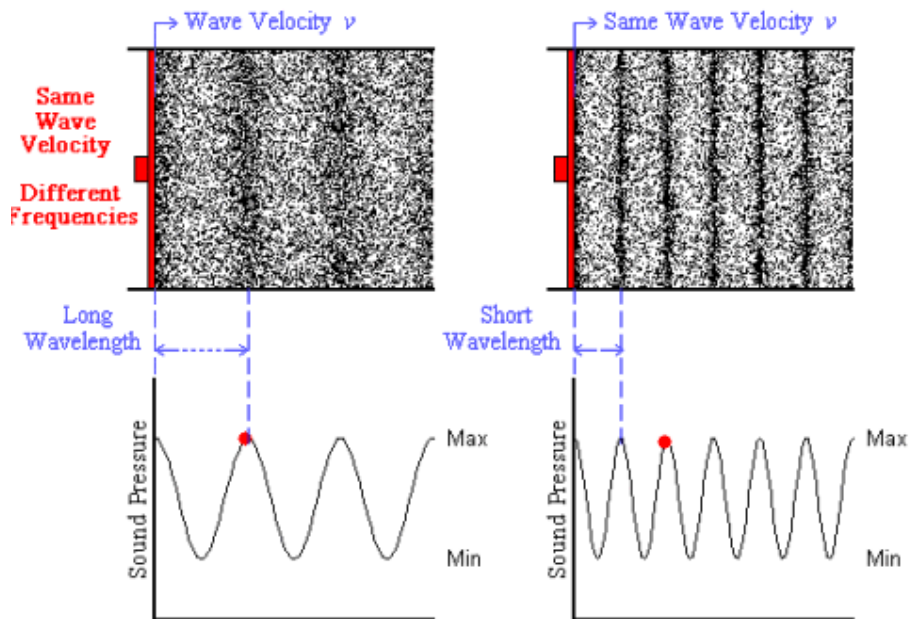 Wave Velocity ν
Same Wave Velocity ν
Same
Wave
Velocity
Different
Frequencies
Long
Wavelength
Short
Wavelength
Sound Pressure
Max
Min
Sound Pressure
Max
Min